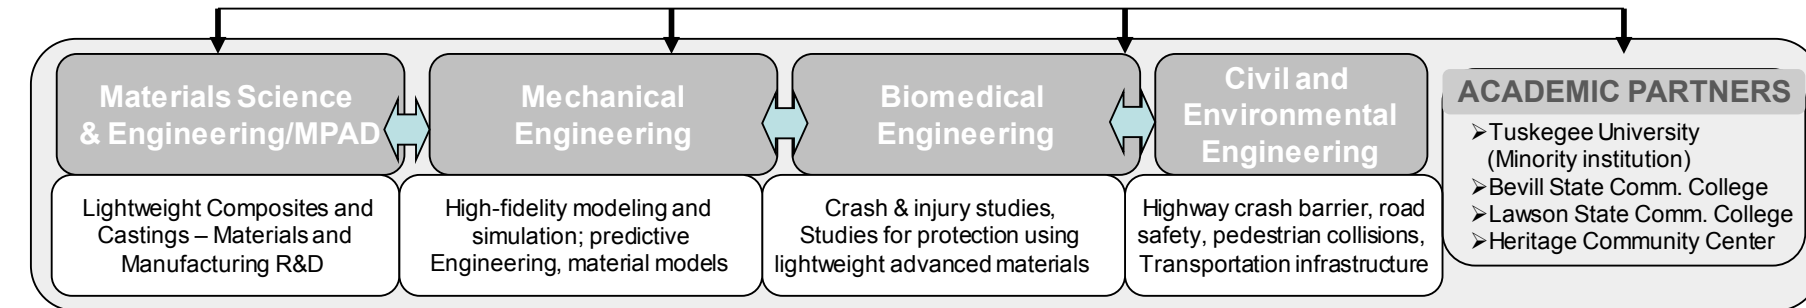 Materials Science
& Engineering/MPAD
Lightweight Composites and
Castings – Materials and
Manufacturing R&D
Mechanical
Engineering
High-fidelity modeling and
simulation; predictive
Engineering, material models
Biomedical
Engineering
Crash & injury studies,
Studies for protection using
lightweight advanced materials
Civil and
Environmental
Engineering
Highway crash barrier, road
safety, pedestrian collisions,
Transportation infrastructure
ACADEMIC PARTNERS
➢Tuskegee University
(Minority institution)
➢Bevill State Comm. College
➢Lawson State Comm. College
➢Heritage Community Center